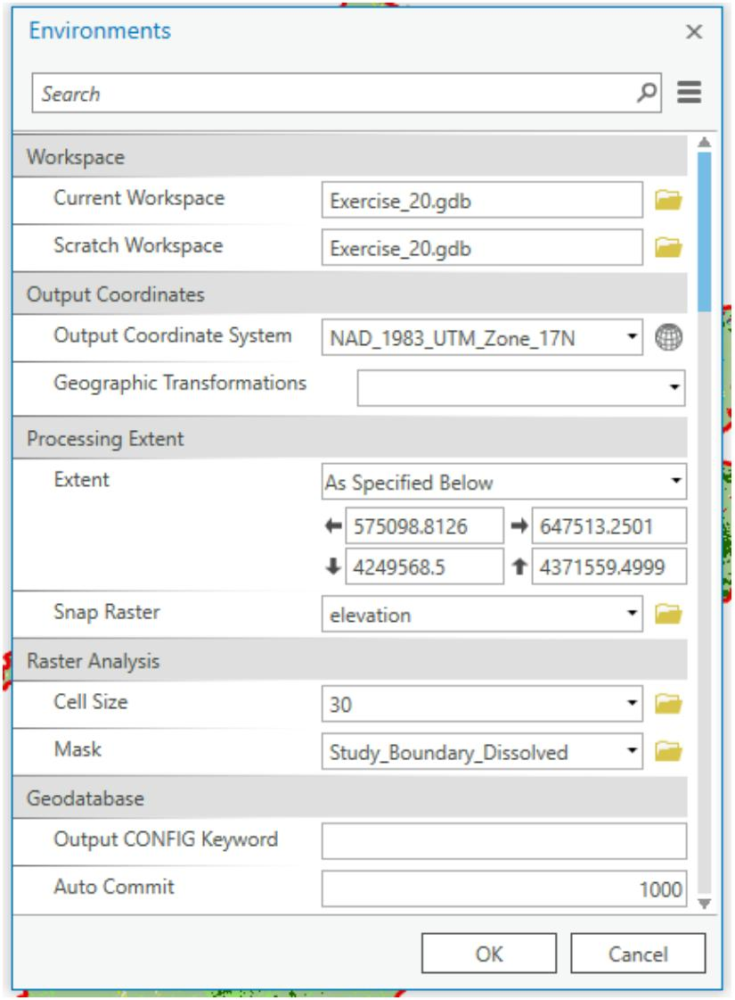 Environments
Search
Workspace
Current Workspace Exercise_20.gdb
Scratch Workspace Exercise_20.gdb
Output Coordinates
Output Coordinate System NAD_1983_UTM_Zone_17N
Geographic Transformations
Processing Extent
Extent As Specified Below
575098.8126 647513.2501
4249568.5 4371559.4999
Snap Raster elevation
Raster Analysis
Cell Size 30
Mask Study_Boundary_Dissolved
Geodatabase
Output CONFIG Keyword
Auto Commit 1000
OK Cancel